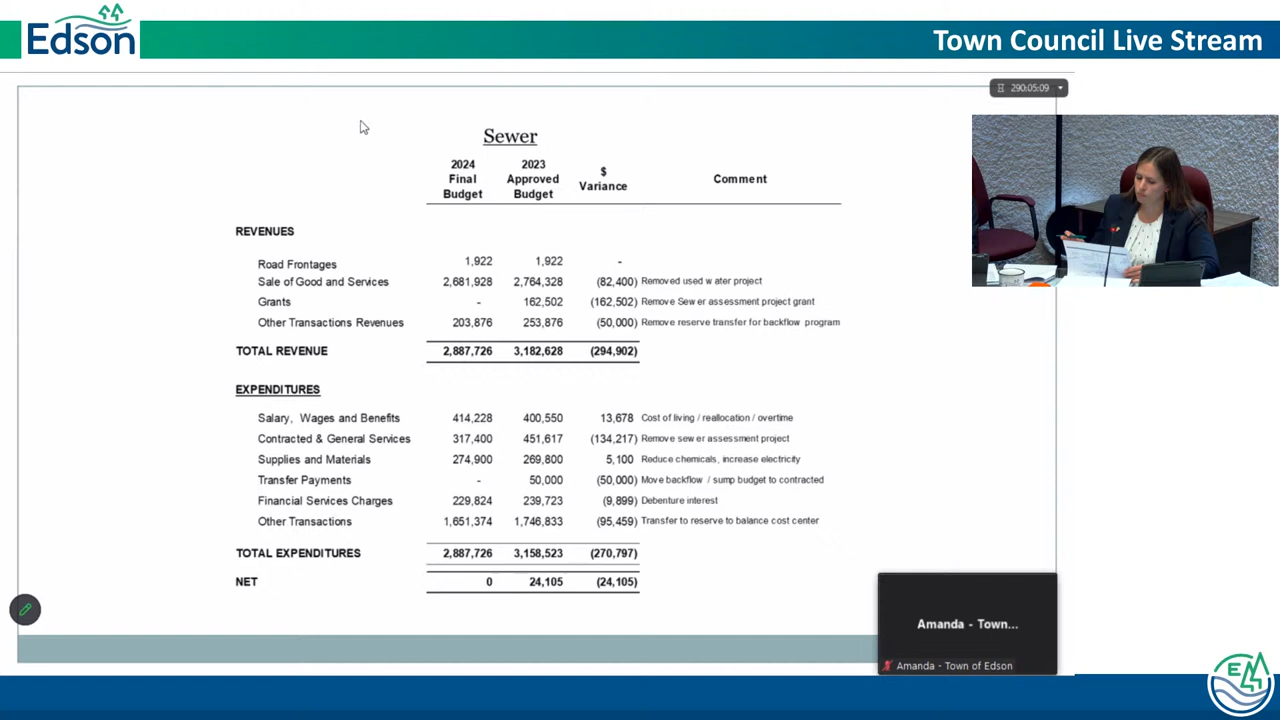 Edson
Town Council Live Stream
290:05:09
Sewer
2024 Final Budget 2023 Approved Budget $ Variance Comment
REVENUES
Road Frontages 1,922 1,922 -
Sale of Good and Services 2,681,928 2,764,328 (82,400) Removed used water project
Grants - 162,502 (162,502) Remove Sewer assessment project grant
Other Transactions Revenues 203,876 253,876 (50,000) Remove reserve transfer for backflow program
TOTAL REVENUE 2,887,726 3,182,628 (294,902)
EXPENDITURES
Salary, Wages and Benefits 414,228 400,550 13,678 Cost of living / reallocation / overtime
Contracted & General Services 317,400 451,617 (134,217) Remove sewer assessment project
Supplies and Materials 274,900 269,800 5,100 Reduce chemicals, increase electricity
Transfer Payments - 50,000 (50,000) Move backflow / sump budget to contracted
Financial Services Charges 229,824 239,723 (9,899) Debenture interest
Other Transactions 1,651,374 1,746,833 (95,459) Transfer to reserve to balance cost center
TOTAL EXPENDITURES 2,887,726 3,158,523 (270,797)
NET 0 24,105 (24,105)
Amanda - Town...
Amanda - Town of Edson